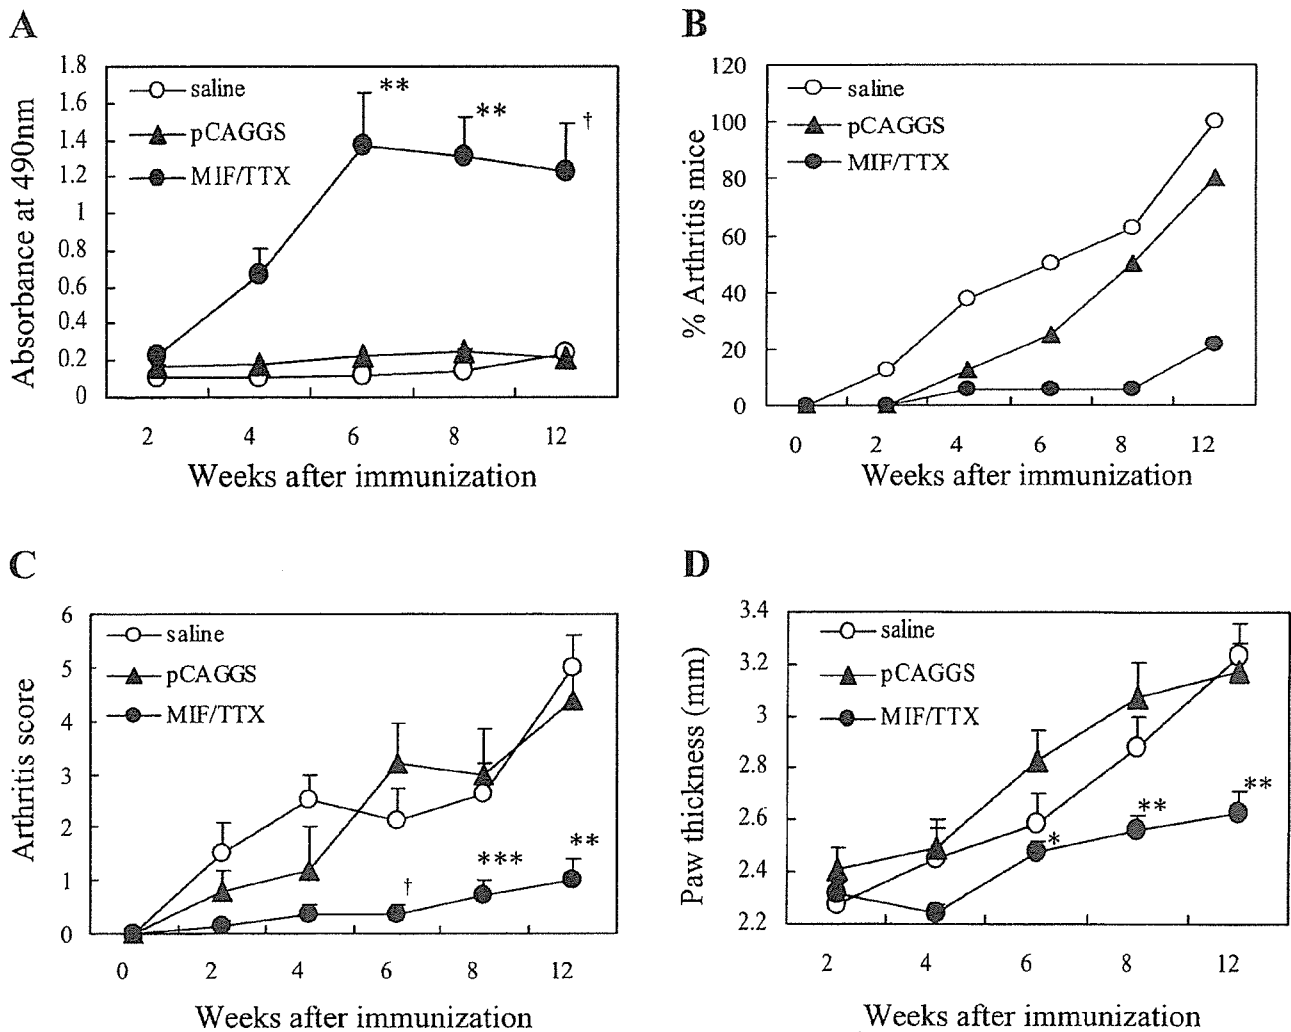 A
Absorbance at 490nm
1.8
1.6
1.4
1.2
1
0.8
0.6
0.4
0.2
0
saline
pCAGGS
MIF/TTX
**
**
†
2 4 6 8 12
Weeks after immunization
B
% Arthritis mice
120
100
80
60
40
20
0
saline
pCAGGS
MIF/TTX
0 2 4 6 8 12
Weeks after immunization
C
Arthritis score
6
5
4
3
2
1
0
saline
pCAGGS
MIF/TTX
†
***
**
0 2 4 6 8 12
Weeks after immunization
D
Paw thickness (mm)
3.4
3.2
3
2.8
2.6
2.4
2.2
saline
pCAGGS
MIF/TTX
*
**
**
2 4 6 8 12
Weeks after immunization